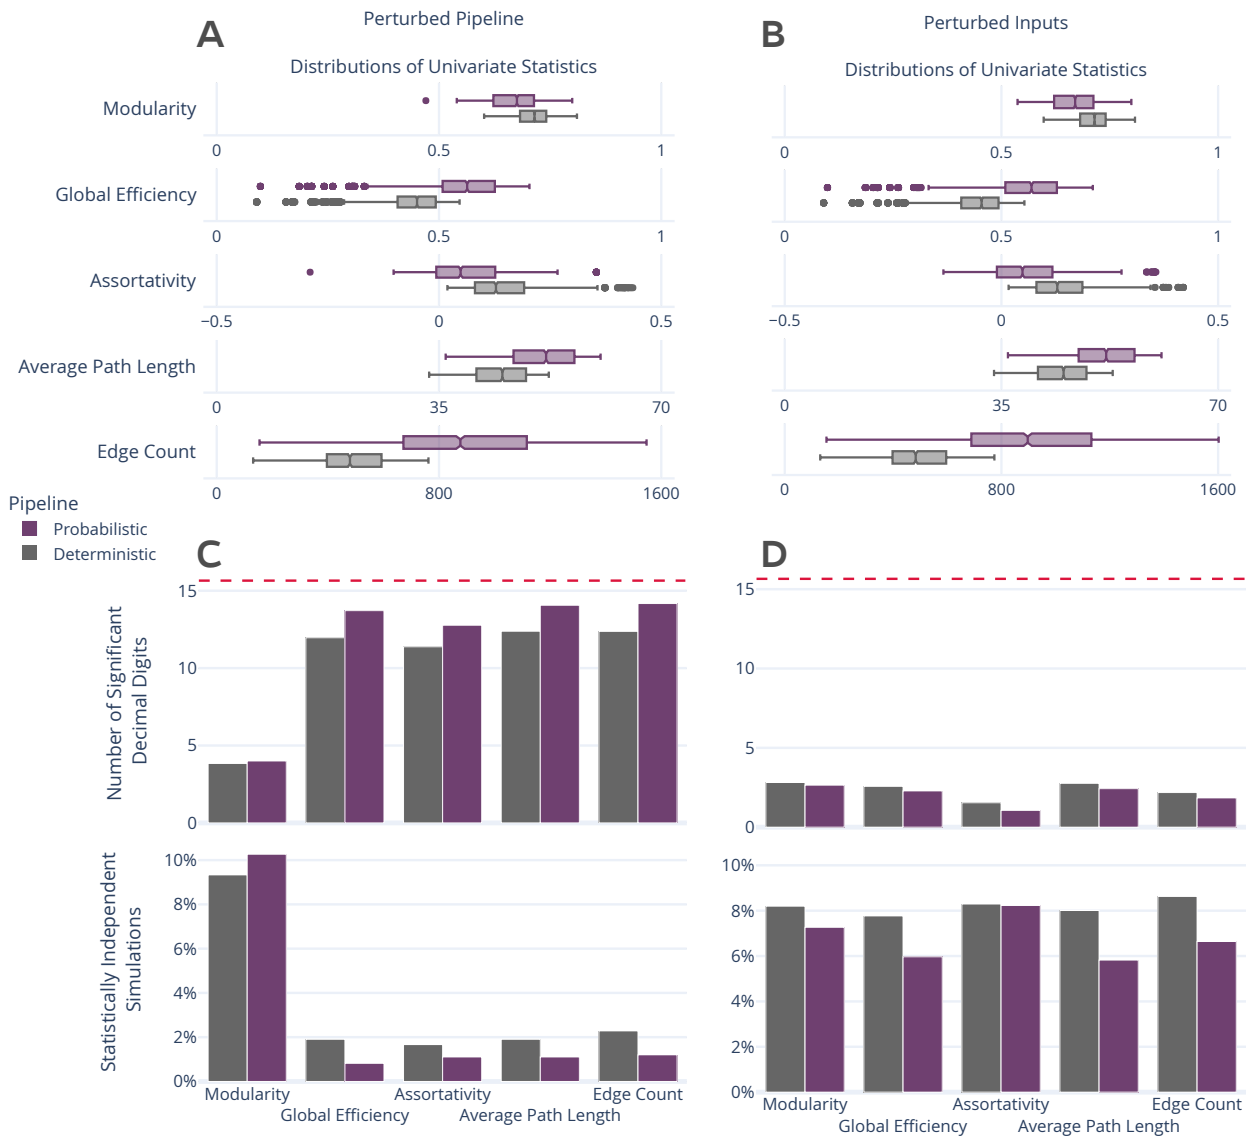 A
Perturbed Pipeline
Distributions of Univariate Statistics
Modularity
0 0.5 1
Global Efficiency
0 0.5 1
Assortativity
−0.5 0 0.5
Average Path Length
0 35 70
Edge Count
0 800 1600
B
Perturbed Inputs
Distributions of Univariate Statistics
0 0.5 1
0 0.5 1
−0.5 0 0.5
0 35 70
0 800 1600
Pipeline
Probabilistic
Deterministic
C
Number of Significant
Decimal Digits
15
10
5
0
Statistically Independent
Simulations
10%
8%
6%
4%
2%
0%
Modularity Assortativity Edge Count
Global Efficiency Average Path Length
D
15
10
5
0
10%
8%
6%
4%
2%
0%
Modularity Assortativity Edge Count
Global Efficiency Average Path Length